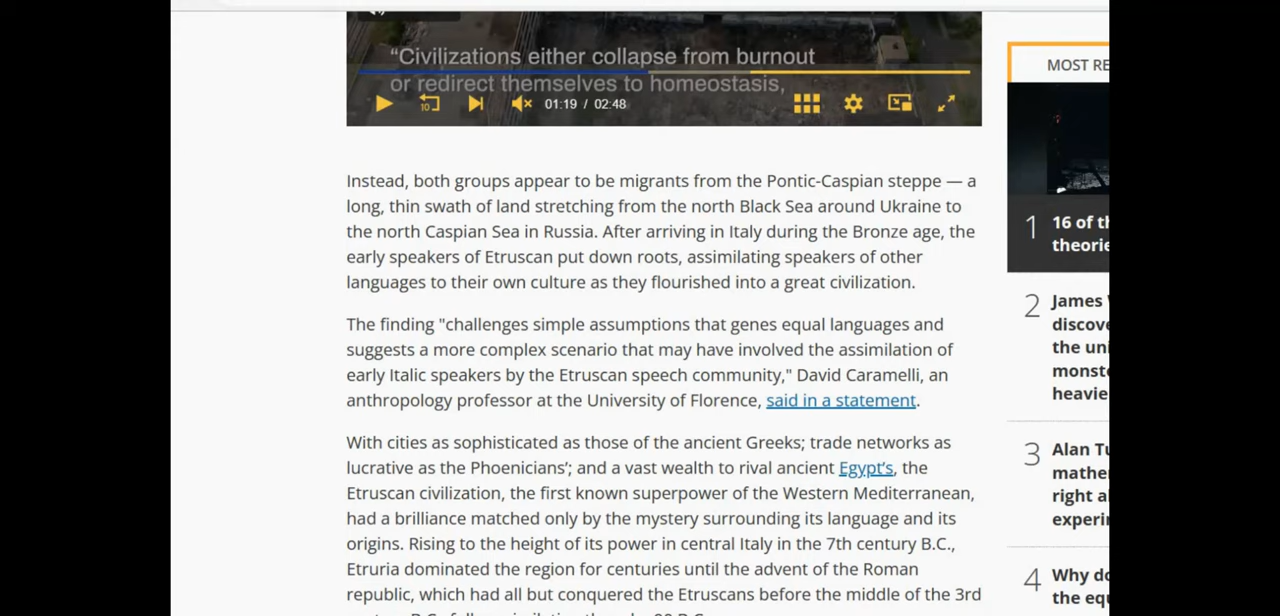 “Civilizations either collapse from burnout
or redirect themselves to homeostasis,
10
01:19 / 02:48
Instead, both groups appear to be migrants from the Pontic-Caspian steppe — a
long, thin swath of land stretching from the north Black Sea around Ukraine to
the north Caspian Sea in Russia. After arriving in Italy during the Bronze age, the
early speakers of Etruscan put down roots, assimilating speakers of other
languages to their own culture as they flourished into a great civilization.
The finding "challenges simple assumptions that genes equal languages and
suggests a more complex scenario that may have involved the assimilation of
early Italic speakers by the Etruscan speech community," David Caramelli, an
anthropology professor at the University of Florence, said in a statement.
With cities as sophisticated as those of the ancient Greeks; trade networks as
lucrative as the Phoenicians’; and a vast wealth to rival ancient Egypt’s, the
Etruscan civilization, the first known superpower of the Western Mediterranean,
had a brilliance matched only by the mystery surrounding its language and its
origins. Rising to the height of its power in central Italy in the 7th century B.C.,
Etruria dominated the region for centuries until the advent of the Roman
republic, which had all but conquered the Etruscans before the middle of the 3rd
MOST RE
1
16 of th
theorie
2
James
discove
the uni
monst
heavie
3
Alan Tu
mathe
right a
experi
4
Why do
the equ